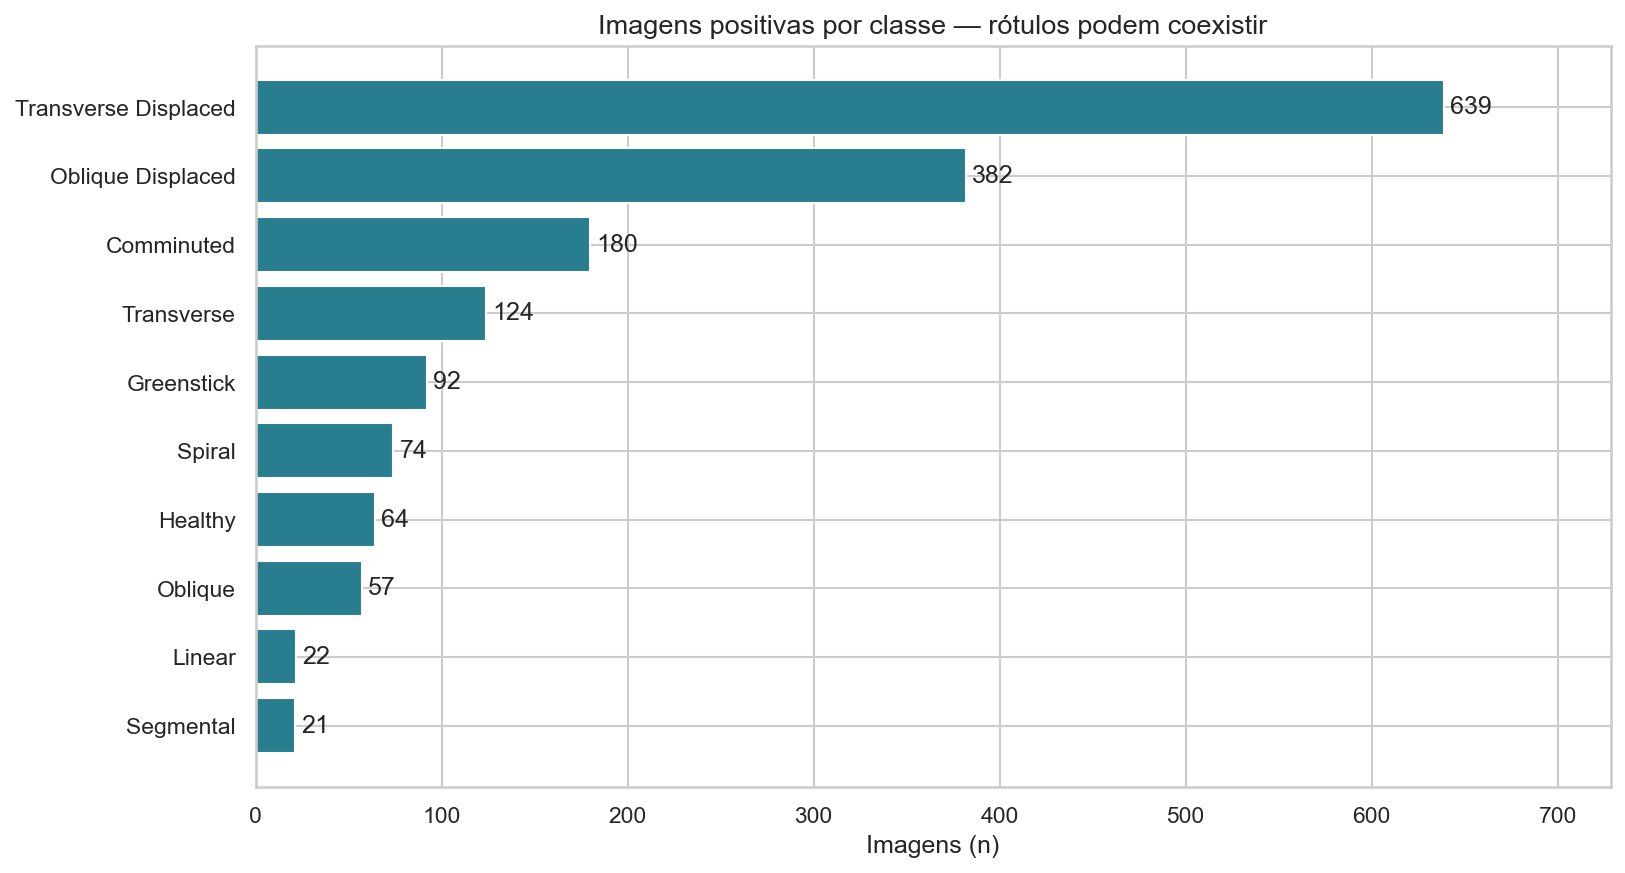 Imagens positivas por classe — rótulos podem coexistir
Transverse Displaced 639
Oblique Displaced 382
Comminuted 180
Transverse 124
Greenstick 92
Spiral 74
Healthy 64
Oblique 57
Linear 22
Segmental 21
0 100 200 300 400 500 600 700
Imagens (n)